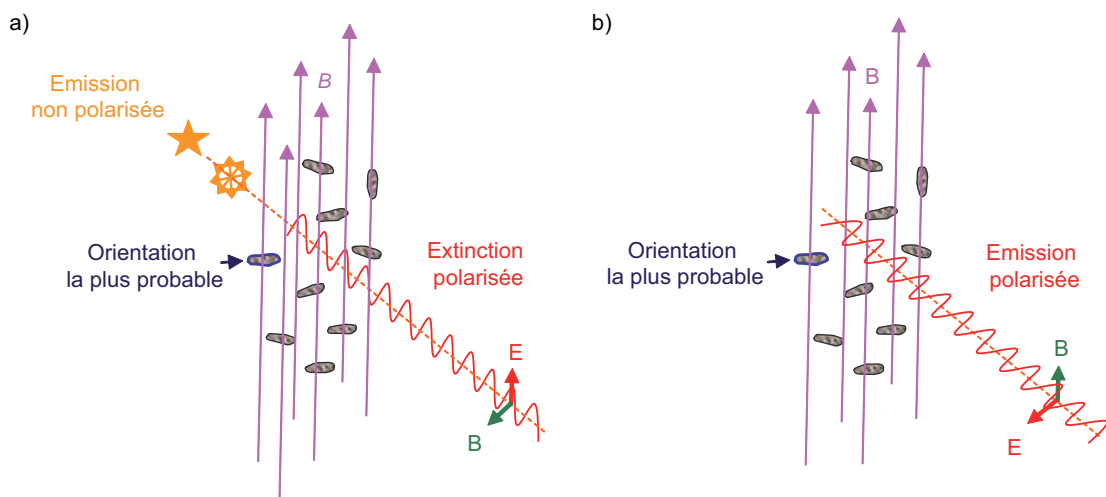 a)
Emission
non polarisée
B
Orientation
la plus probable
Extinction
polarisée
E
B
b)
B
Orientation
la plus probable
Emission
polarisée
B
E